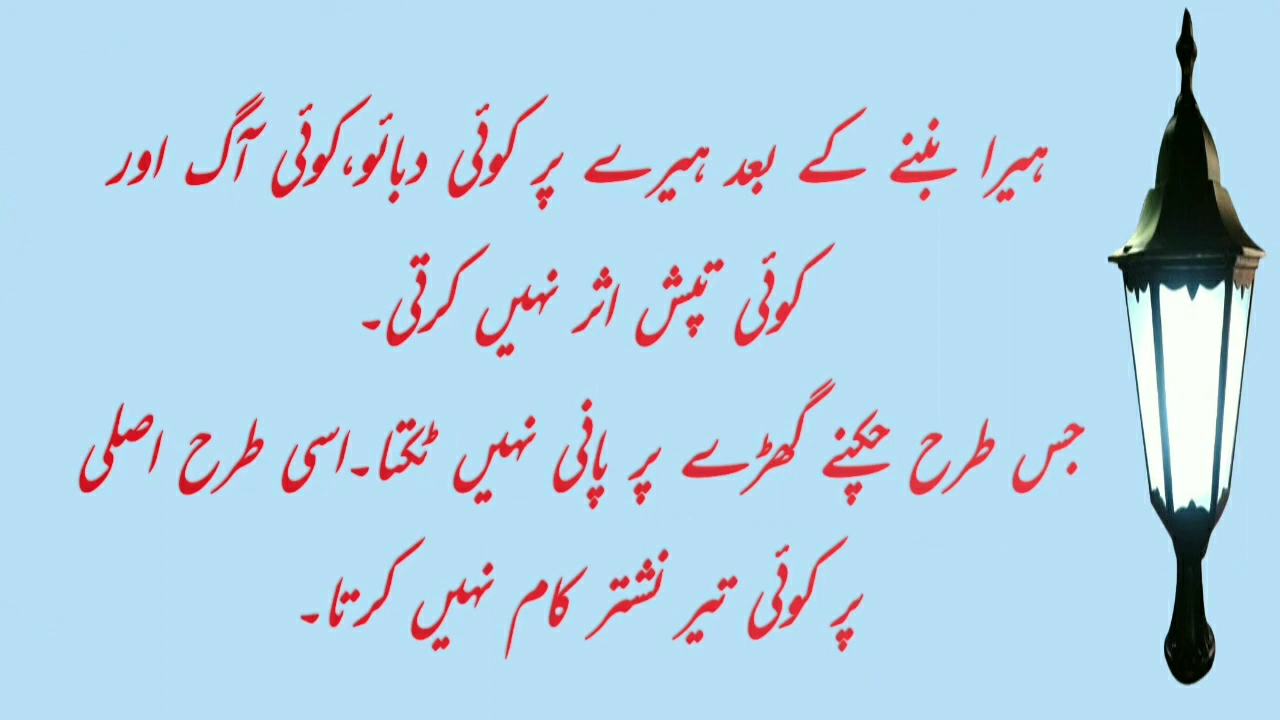 ہیرا بننے کے بعد ہیرے پر کوئی دبائو،کوئی آگ اور
کوئی تپش اثر نہیں کرتی۔
جس طرح چکنے گھڑے پر پانی نہیں ٹکتا۔اسی طرح اصلی
پر کوئی تیر نشتر کام نہیں کرتا۔